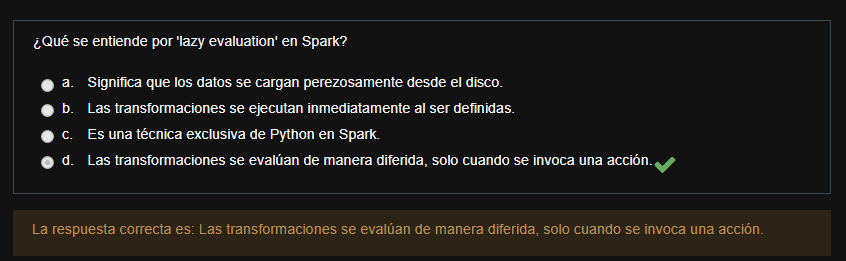 ¿Qué se entiende por 'lazy evaluation' en Spark?
a. Significa que los datos se cargan perezosamente desde el disco.
b. Las transformaciones se ejecutan inmediatamente al ser definidas.
c. Es una técnica exclusiva de Python en Spark.
d. Las transformaciones se evalúan de manera diferida, solo cuando se invoca una acción.
La respuesta correcta es: Las transformaciones se evalúan de manera diferida, solo cuando se invoca una acción.